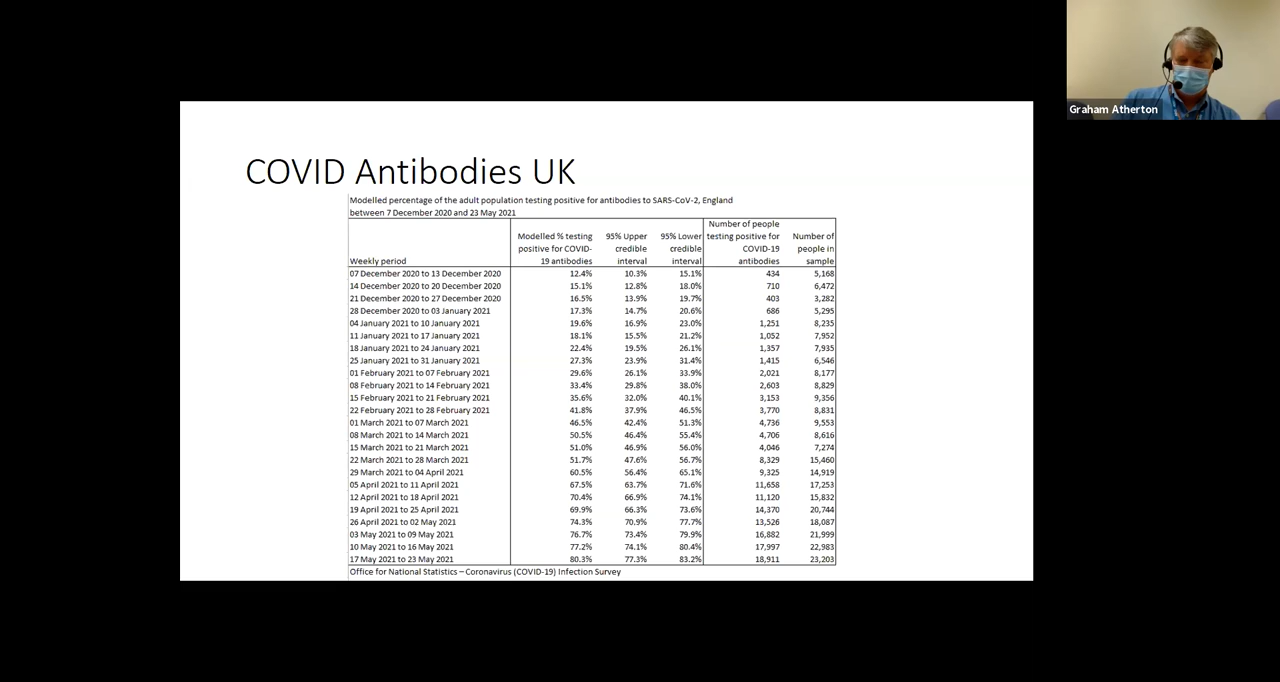 Graham Atherton
COVID Antibodies UK
Modelled percentage of the adult population testing positive for antibodies to SARS-CoV-2, England
between 7 December 2020 and 23 May 2021
Weekly period Modelled % testing positive for COVID-19 antibodies 95% Upper credible interval 95% Lower credible interval Number of people testing positive for COVID-19 antibodies Number of people in sample
07 December 2020 to 13 December 2020 12.4% 10.3% 15.1% 434 5,168
14 December 2020 to 20 December 2020 15.1% 12.8% 18.0% 710 6,472
21 December 2020 to 27 December 2020 16.5% 13.9% 19.7% 403 3,282
28 December 2020 to 03 January 2021 17.3% 14.7% 20.6% 686 5,295
04 January 2021 to 10 January 2021 19.6% 16.9% 23.0% 1,251 8,235
11 January 2021 to 17 January 2021 18.1% 15.5% 21.2% 1,052 7,952
18 January 2021 to 24 January 2021 22.4% 19.5% 26.1% 1,357 7,935
25 January 2021 to 31 January 2021 27.3% 23.9% 31.4% 1,415 6,546
01 February 2021 to 07 February 2021 29.6% 26.1% 33.9% 2,021 8,177
08 February 2021 to 14 February 2021 33.4% 29.8% 38.0% 2,603 8,829
15 February 2021 to 21 February 2021 35.6% 32.0% 40.1% 3,153 9,356
22 February 2021 to 28 February 2021 41.8% 37.9% 46.5% 3,770 8,831
01 March 2021 to 07 March 2021 46.5% 42.4% 51.3% 4,736 9,553
08 March 2021 to 14 March 2021 50.5% 46.4% 55.4% 4,706 8,616
15 March 2021 to 21 March 2021 51.0% 46.9% 56.0% 4,046 7,274
22 March 2021 to 28 March 2021 51.7% 47.6% 56.7% 8,329 15,460
29 March 2021 to 04 April 2021 60.5% 56.4% 65.1% 9,325 14,919
05 April 2021 to 11 April 2021 67.5% 63.7% 71.6% 11,658 17,253
12 April 2021 to 18 April 2021 70.4% 66.9% 74.1% 11,120 15,832
19 April 2021 to 25 April 2021 69.9% 66.3% 73.6% 14,370 20,744
26 April 2021 to 02 May 2021 74.3% 70.9% 77.7% 13,526 18,087
03 May 2021 to 09 May 2021 76.7% 73.4% 79.9% 16,882 21,999
10 May 2021 to 16 May 2021 77.2% 74.1% 80.4% 17,997 22,983
17 May 2021 to 23 May 2021 80.3% 77.3% 83.2% 18,911 23,203
Office for National Statistics – Coronavirus (COVID-19) Infection Survey